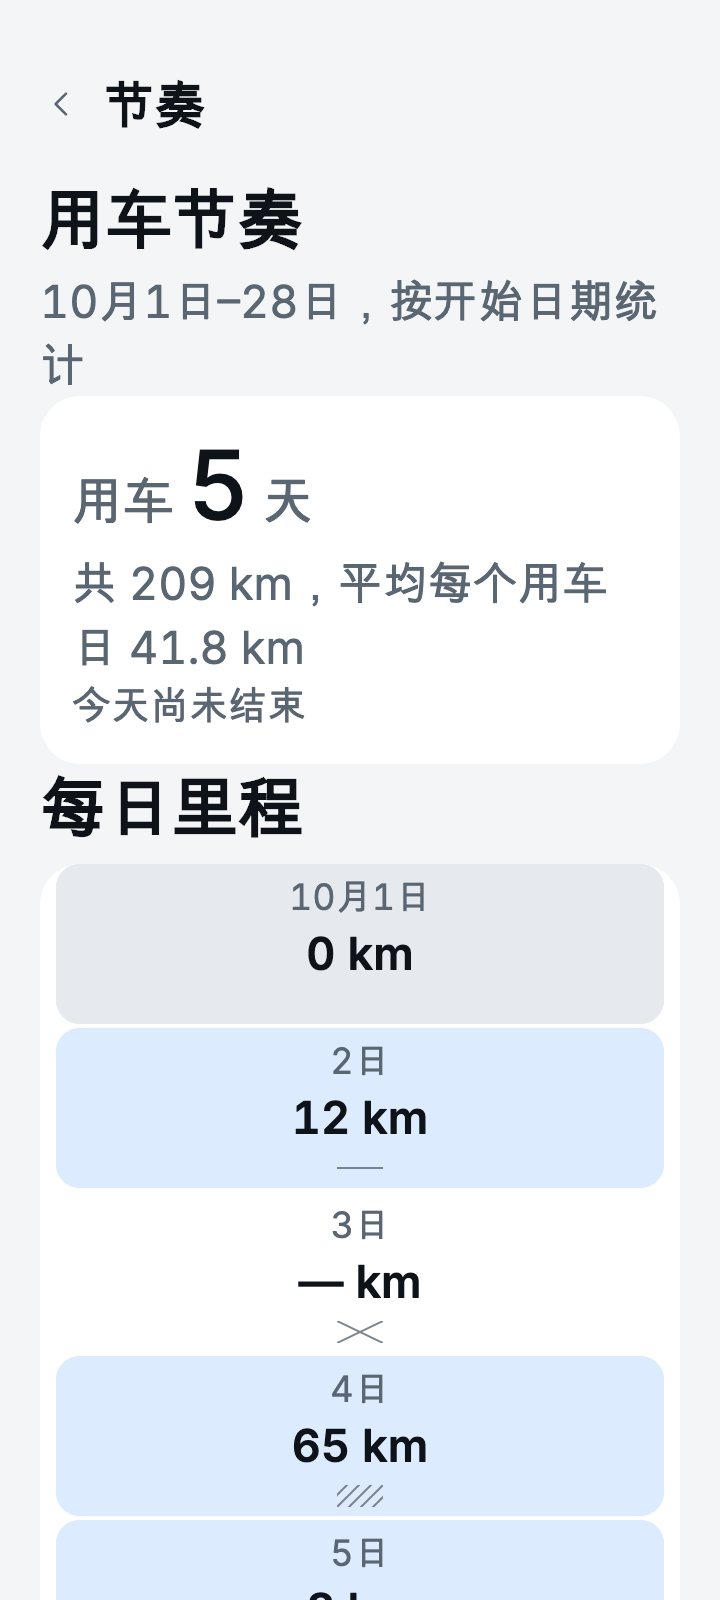 节奏
用车节奏
10月1日–28日，按开始日期统
计
用车 5 天
共 209 km，平均每个用车
日 41.8 km
今天尚未结束
每日里程
10月1日
0 km
2日
12 km
3日
— km
4日
65 km
5日